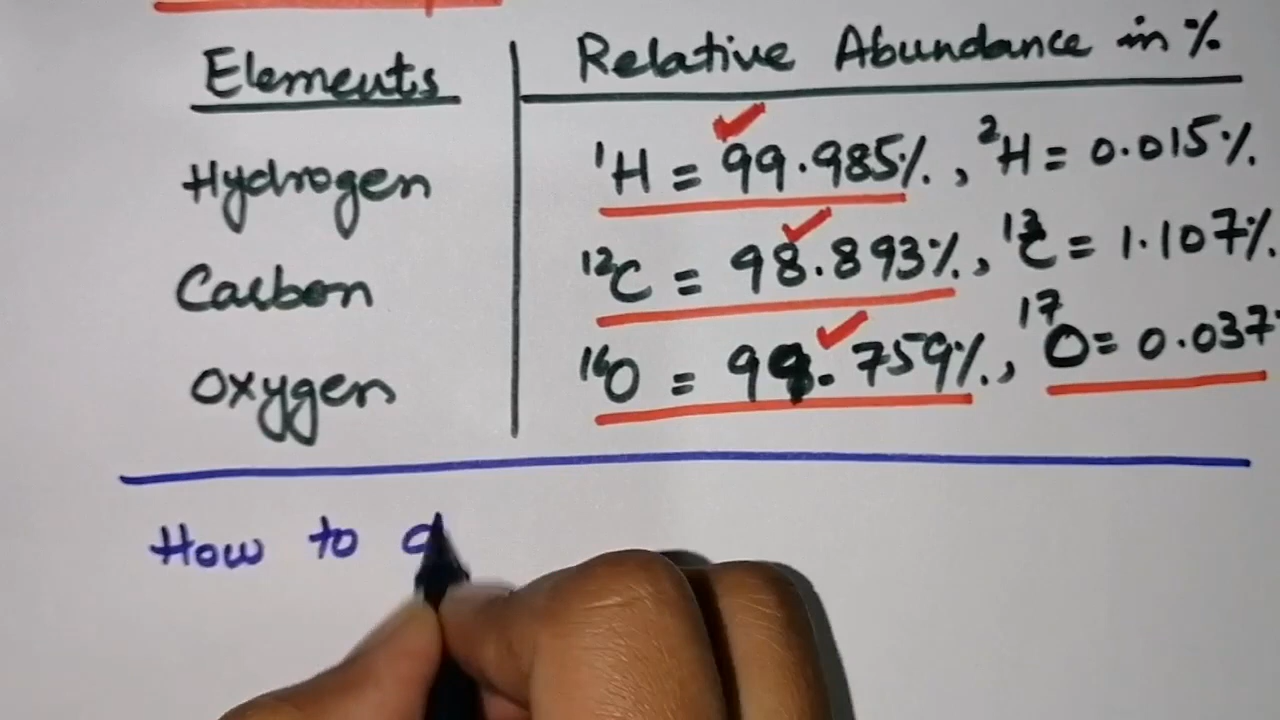 Elements | Relative Abundance in %
Hydrogen | ¹H = 99.985%, ²H = 0.015%
Carbon | ¹²C = 98.893%, ¹³C = 1.107%.
Oxygen | ¹⁶O = 99.759%, ¹⁷O = 0.037
How to